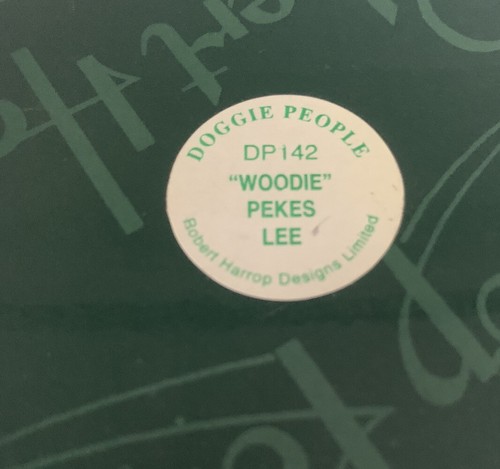 DOGGIE PEOPLE
DP142
“WOODIE”
PEKES
LEE
Robert Harrop Designs Limited